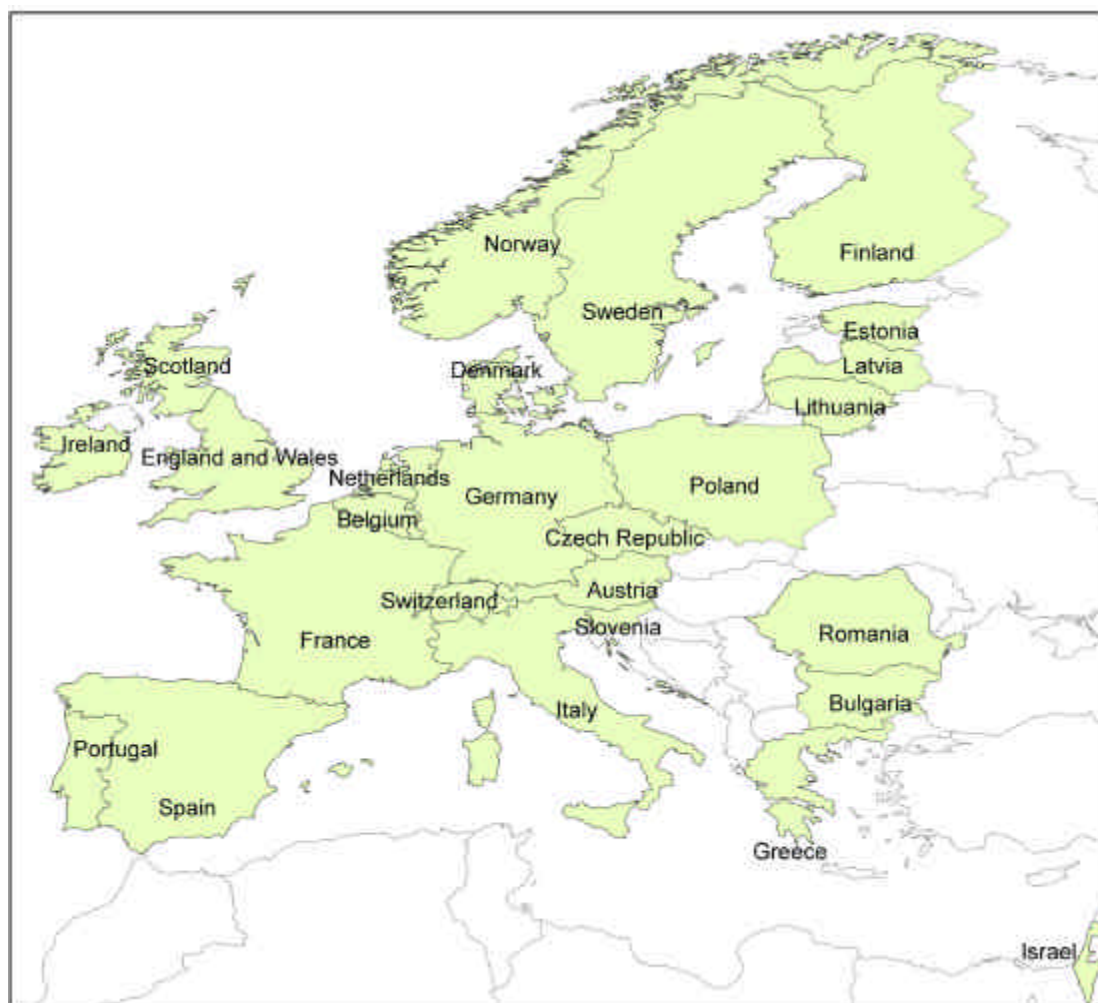 Norway
Finland
Sweden
Estonia
Scotland
Denmark
Latvia
Lithuania
Ireland
England and Wales
Netherlands
Germany
Poland
Belgium
Czech Republic
Austria
Switzerland
Slovenia
France
Romania
Italy
Bulgaria
Portugal
Spain
Greece
Israel